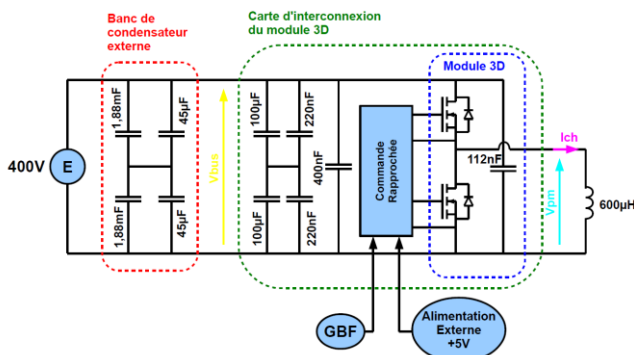 Banc de
condensateur
externe
Carte d'interconnexion
du module 3D
Module 3D
400V
E
1,88mF
45µF
1,88mF
45µF
Vbus
100µF
220nF
100µF
220nF
400nF
Commande
Rapprochée
112nF
Ich
Vpm
600µH
GBF
Alimentation
Externe
+5V